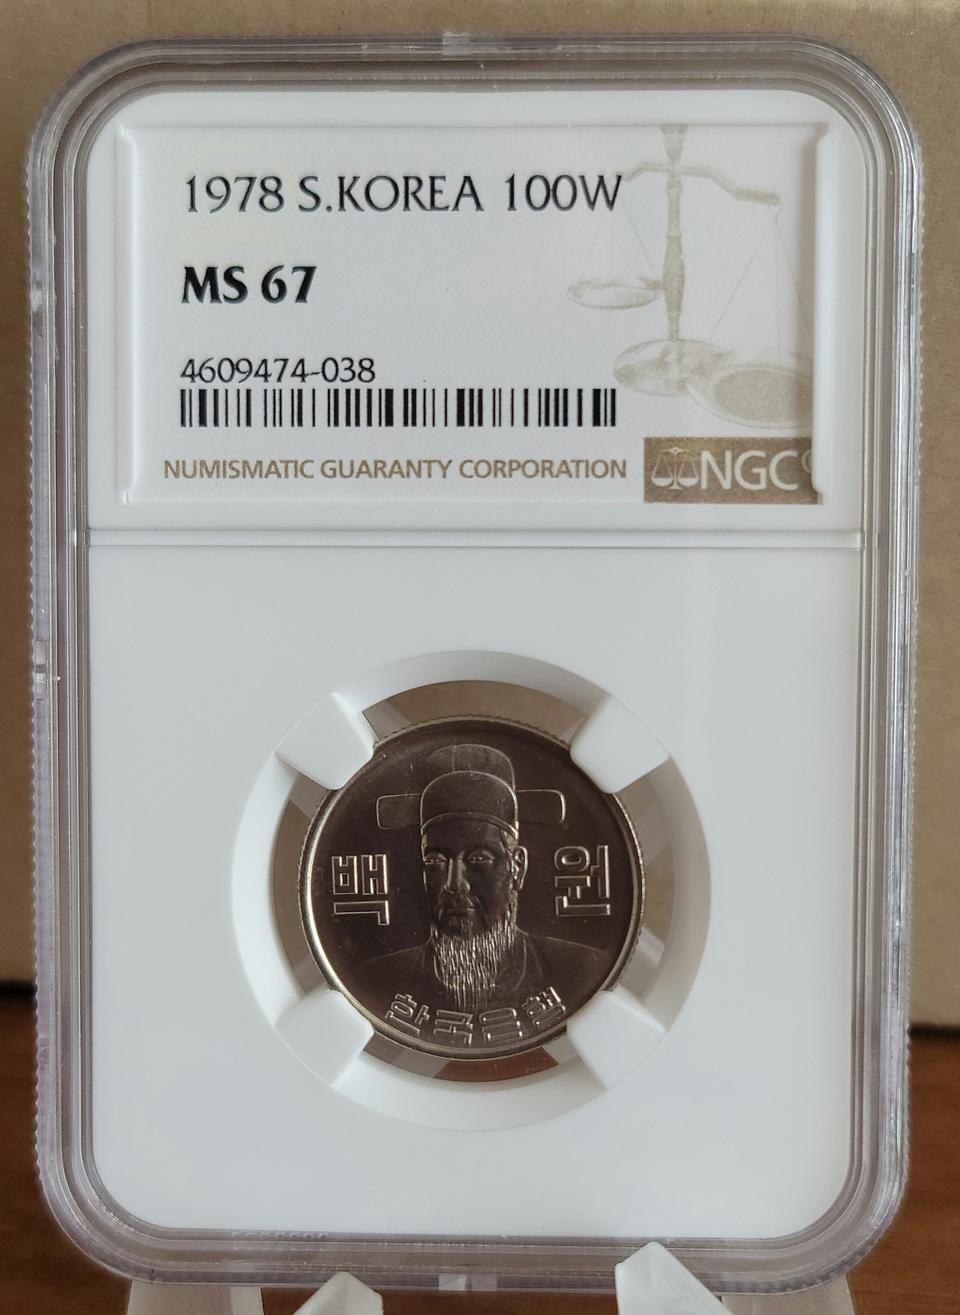 1978 S.KOREA 100W
MS 67
4609474-038
NUMISMATIC GUARANTY CORPORATION
NGC
백 원
한국은행